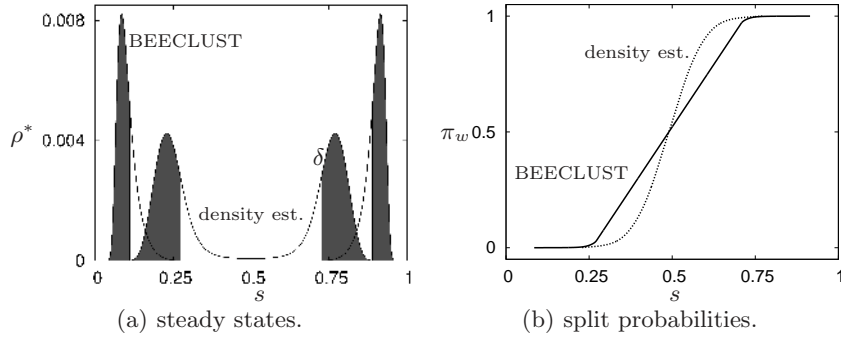 0.008
BEECLUST
ρ*
0.004
δ
density est.
0
0
0.25
0.5
0.75
1
s
(a) steady states.
1
density est.
π_w
0.5
BEECLUST
0
0
0.25
0.5
0.75
1
s
(b) split probabilities.